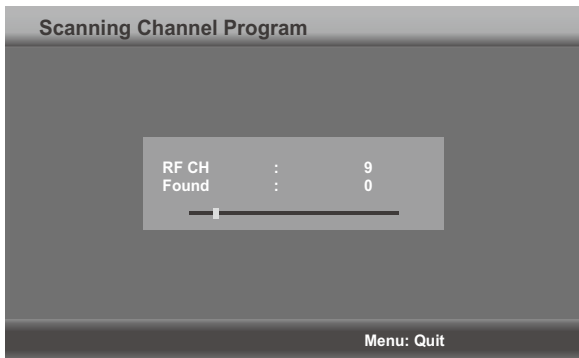 Scanning Channel Program
RF CH : 9
Found : 0
Menu: Quit